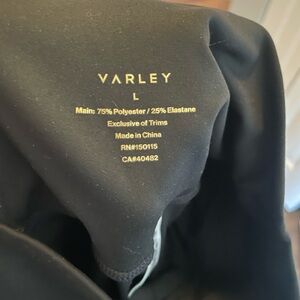 VARLEY
L
Main: 75% Polyester / 25% Elastane
Exclusive of Trims
Made in China
RN#150115
CA#40482